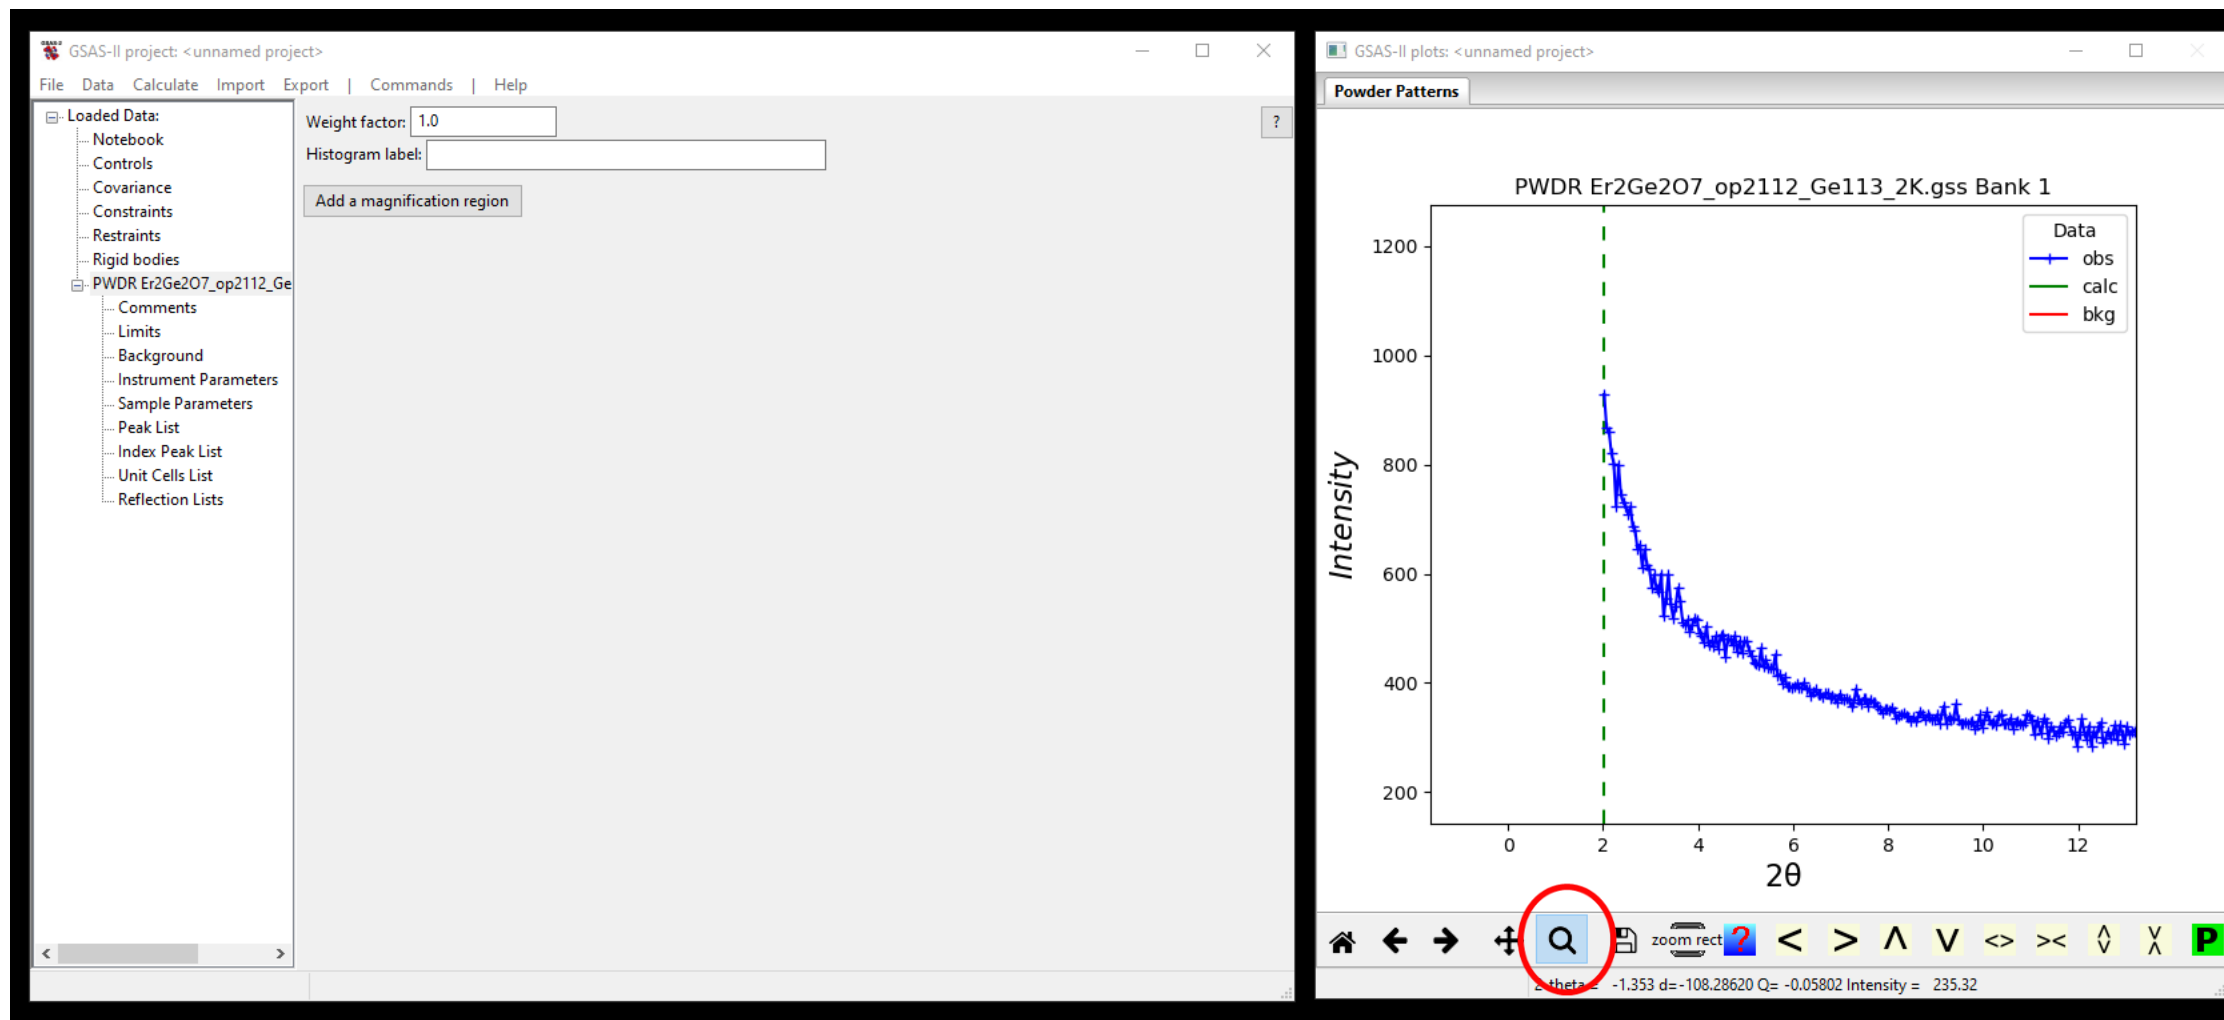 GSAS-II project: <unnamed project>
File Data Calculate Import Export | Commands | Help
Loaded Data:
Notebook
Controls
Covariance
Constraints
Restraints
Rigid bodies
PWDR Er2Ge2O7_op2112_Ge
Comments
Limits
Background
Instrument Parameters
Sample Parameters
Peak List
Index Peak List
Unit Cells List
Reflection Lists
Weight factor: 1.0
?
Histogram label:
Add a magnification region
GSAS-II plots: <unnamed project>
Powder Patterns
PWDR Er2Ge2O7_op2112_Ge113_2K.gss Bank 1
Data
obs
calc
bkg
1200
1000
800
600
400
200
Intensity
0 2 4 6 8 10 12
2θ
zoom rect ? < > Λ V <> >< P
2-theta = -1.353 d=-108.28620 Q= -0.05802 Intensity = 235.32